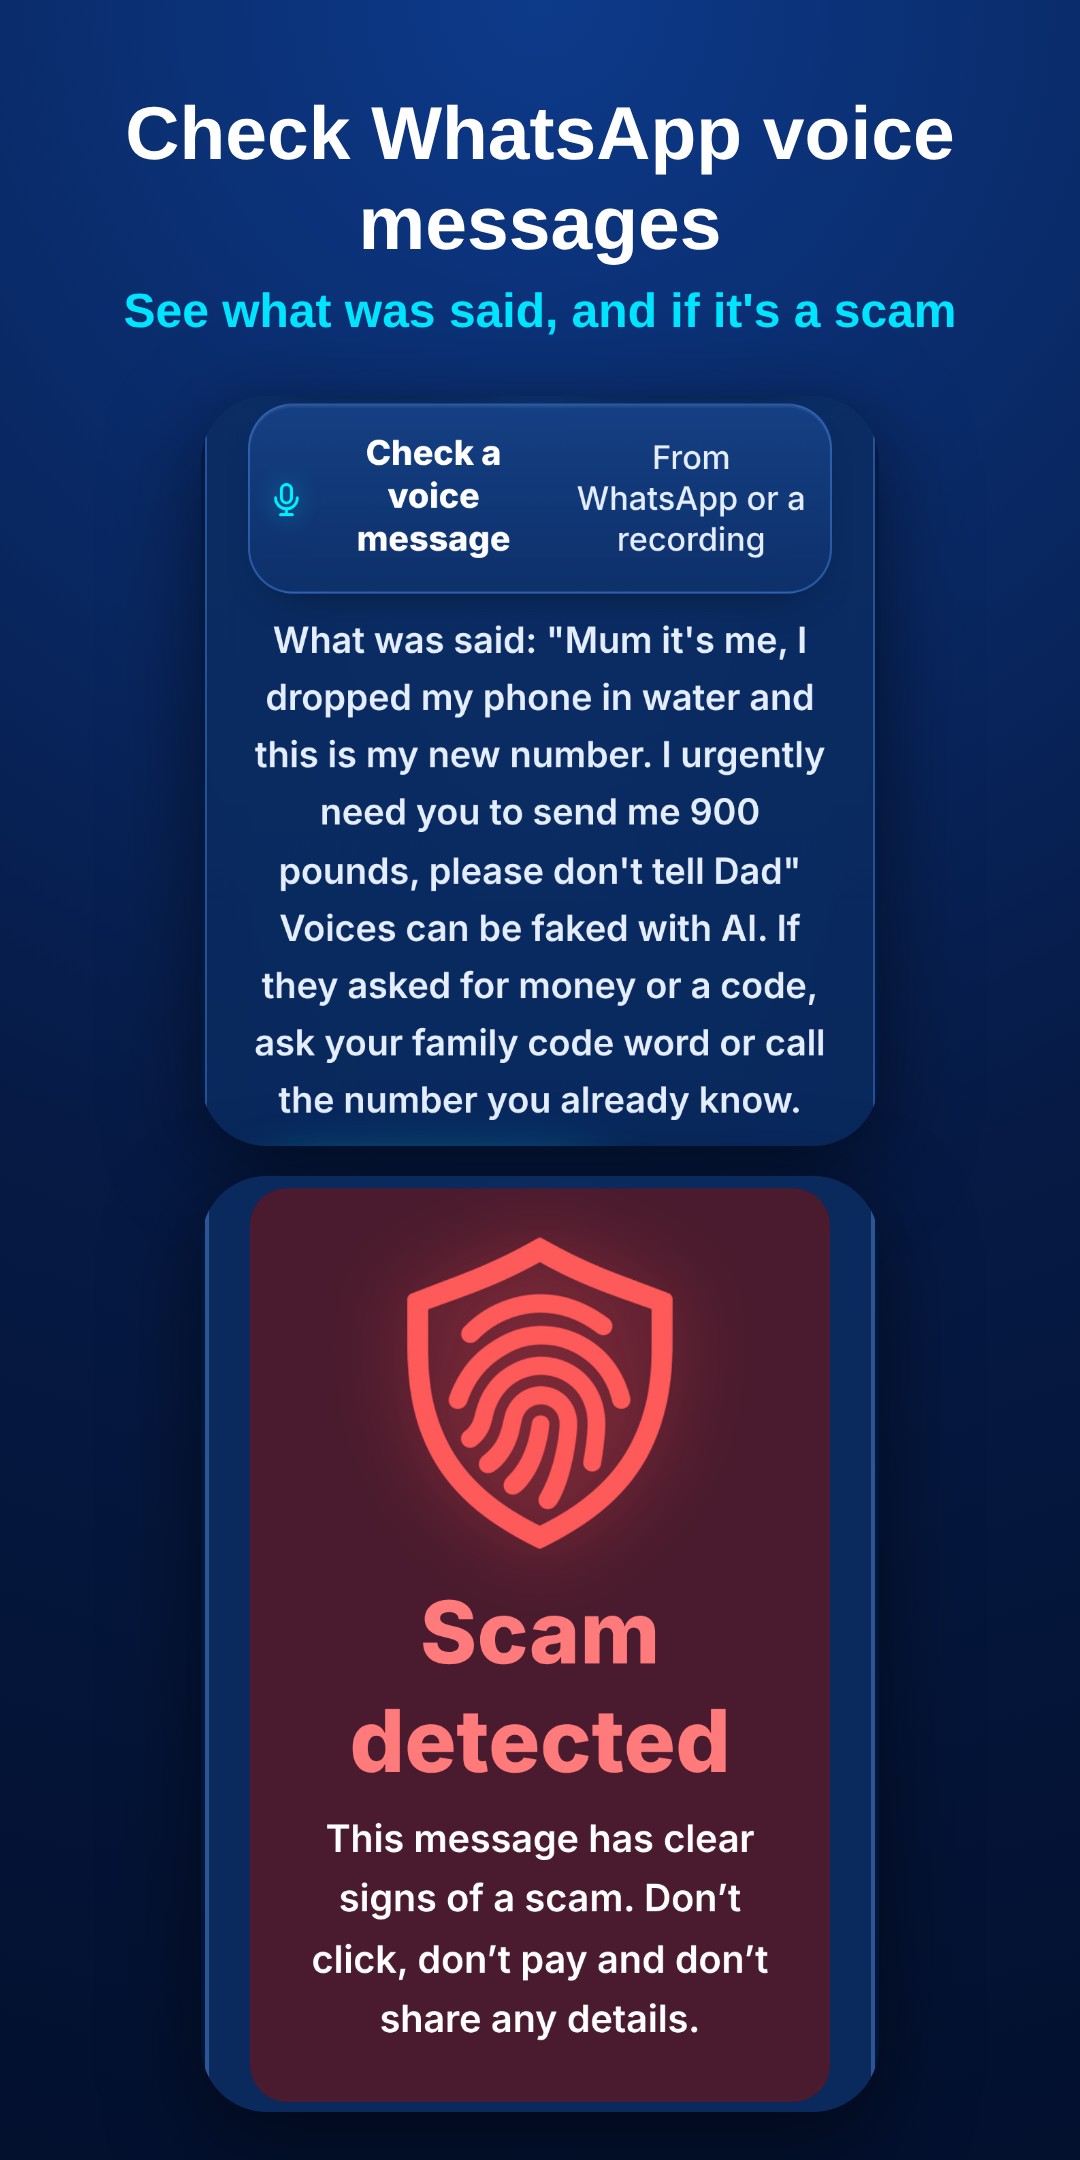 Check WhatsApp voice
messages
See what was said, and if it's a scam
Check a
voice
message
From
WhatsApp or a
recording
What was said: "Mum it's me, I
dropped my phone in water and
this is my new number. I urgently
need you to send me 900
pounds, please don't tell Dad"
Voices can be faked with AI. If
they asked for money or a code,
ask your family code word or call
the number you already know.
Scam
detected
This message has clear
signs of a scam. Don’t
click, don’t pay and don’t
share any details.